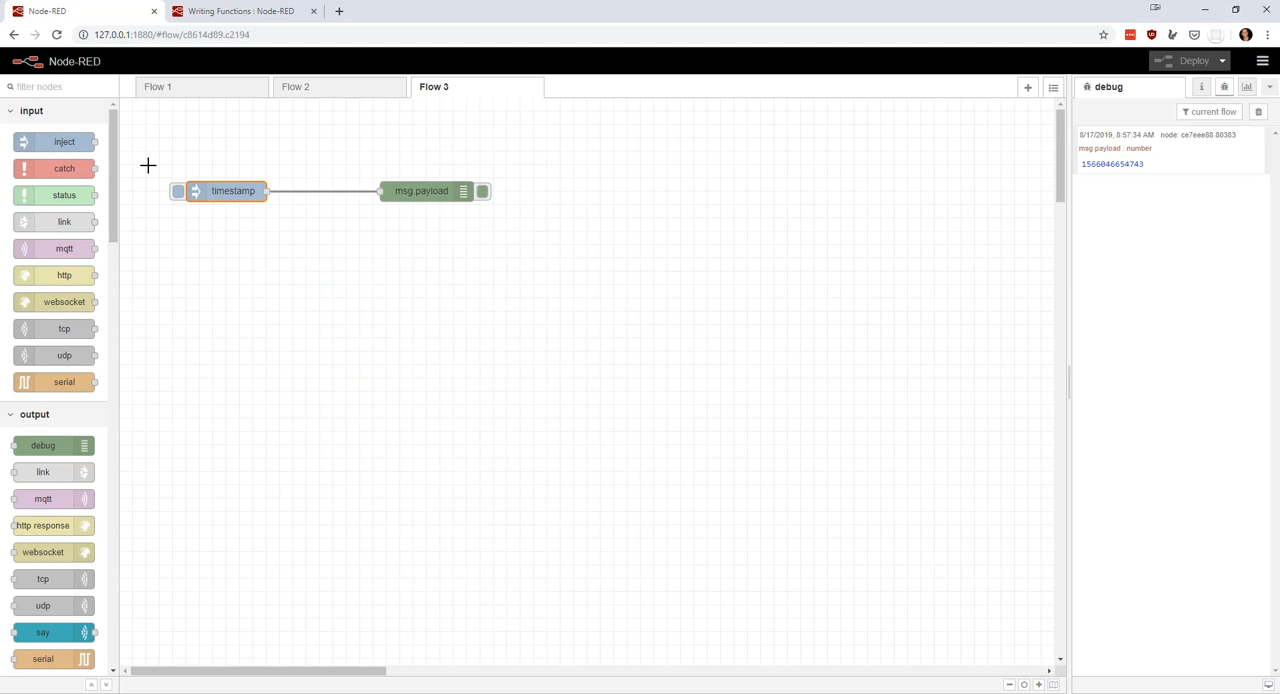 Node-RED
Writing Functions : Node-RED
127.0.0.1:1880/#flow/c8614d89.c2194
Node-RED
Deploy
filter nodes
Flow 1
Flow 2
Flow 3
debug
input
current flow
inject
catch
status
link
mqtt
http
websocket
tcp
udp
serial
output
debug
link
mqtt
http response
websocket
tcp
udp
say
serial
timestamp
msg.payload
8/17/2019, 8:57:34 AM node: ce7eee88.80383
msg.payload : number
1566046654743